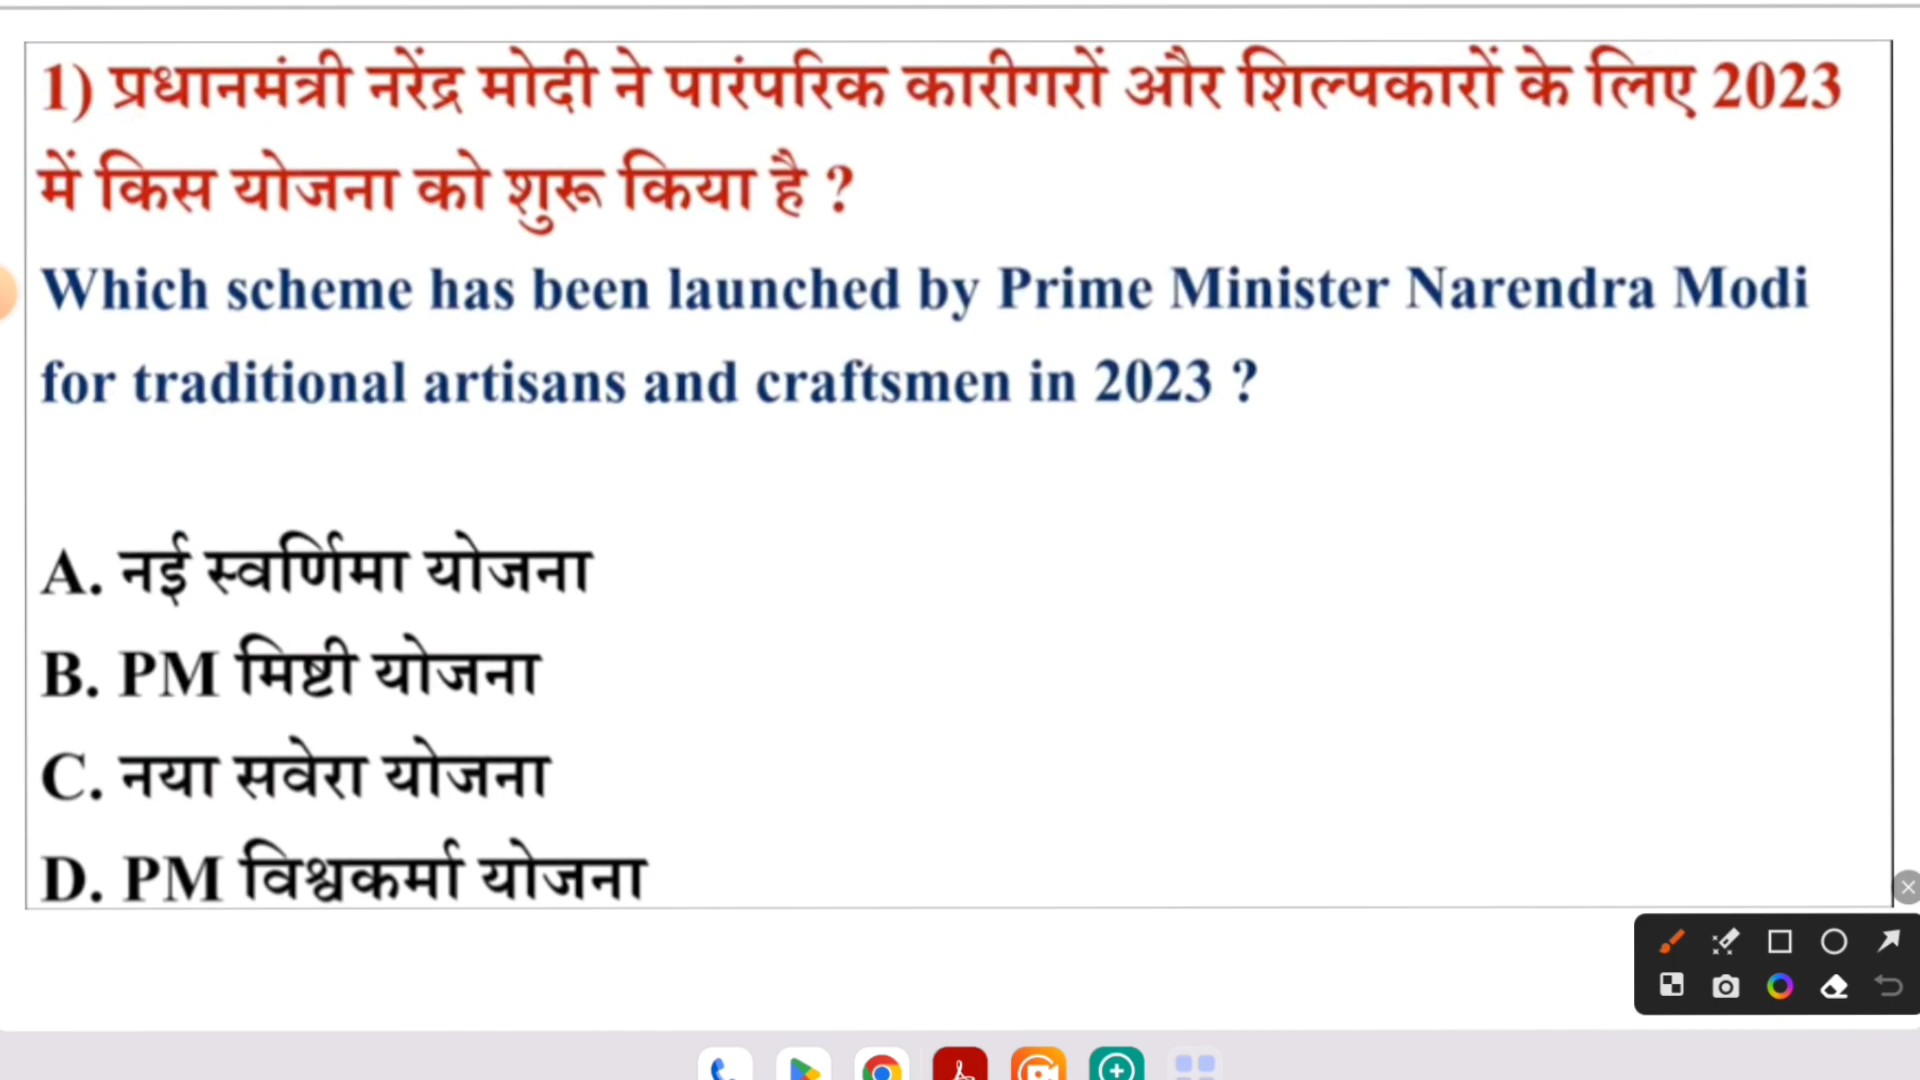 1) प्रधानमंत्री नरेंद्र मोदी ने पारंपरिक कारीगरों और शिल्पकारों के लिए 2023
में किस योजना को शुरू किया है ?
Which scheme has been launched by Prime Minister Narendra Modi
for traditional artisans and craftsmen in 2023 ?
A. नई स्वर्णिमा योजना
B. PM मिष्टी योजना
C. नया सवेरा योजना
D. PM विश्वकर्मा योजना